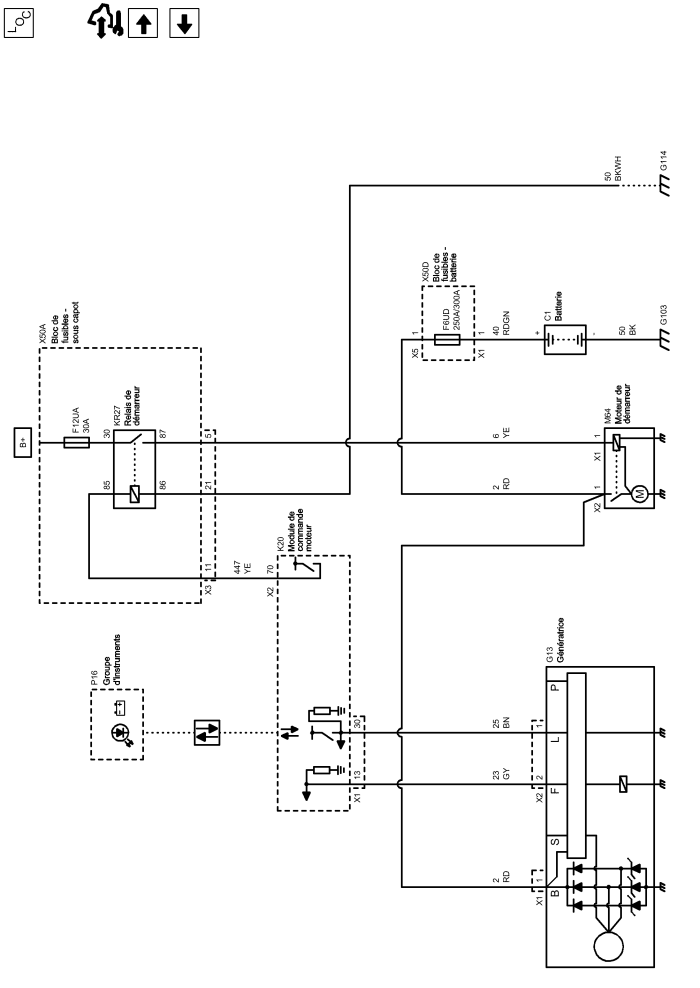 LOC
50
BKWH
G114
X50A
Bloc de
fusibles -
sous capot
B+
F12UA
30A
KR27
Relais de
démarreur
30
87
85
86
5
21
11
X3
X50D
Bloc de
fusibles -
batterie
F6UD
250A/300A
1
X5
1
X1
40
RDGN
C1
Batterie
+
-
50
BK
G103
6
YE
2
RD
M64
Moteur de
démarreur
1
X1
1
X2
M
447
YE
70
X2
K20
Module de
commande
moteur
P16
Groupe
d'instruments
- +
30
13
X1
25
BN
23
GY
2
RD
G13
Génératrice
1
2
X2
1
X1
P
L
F
S
B